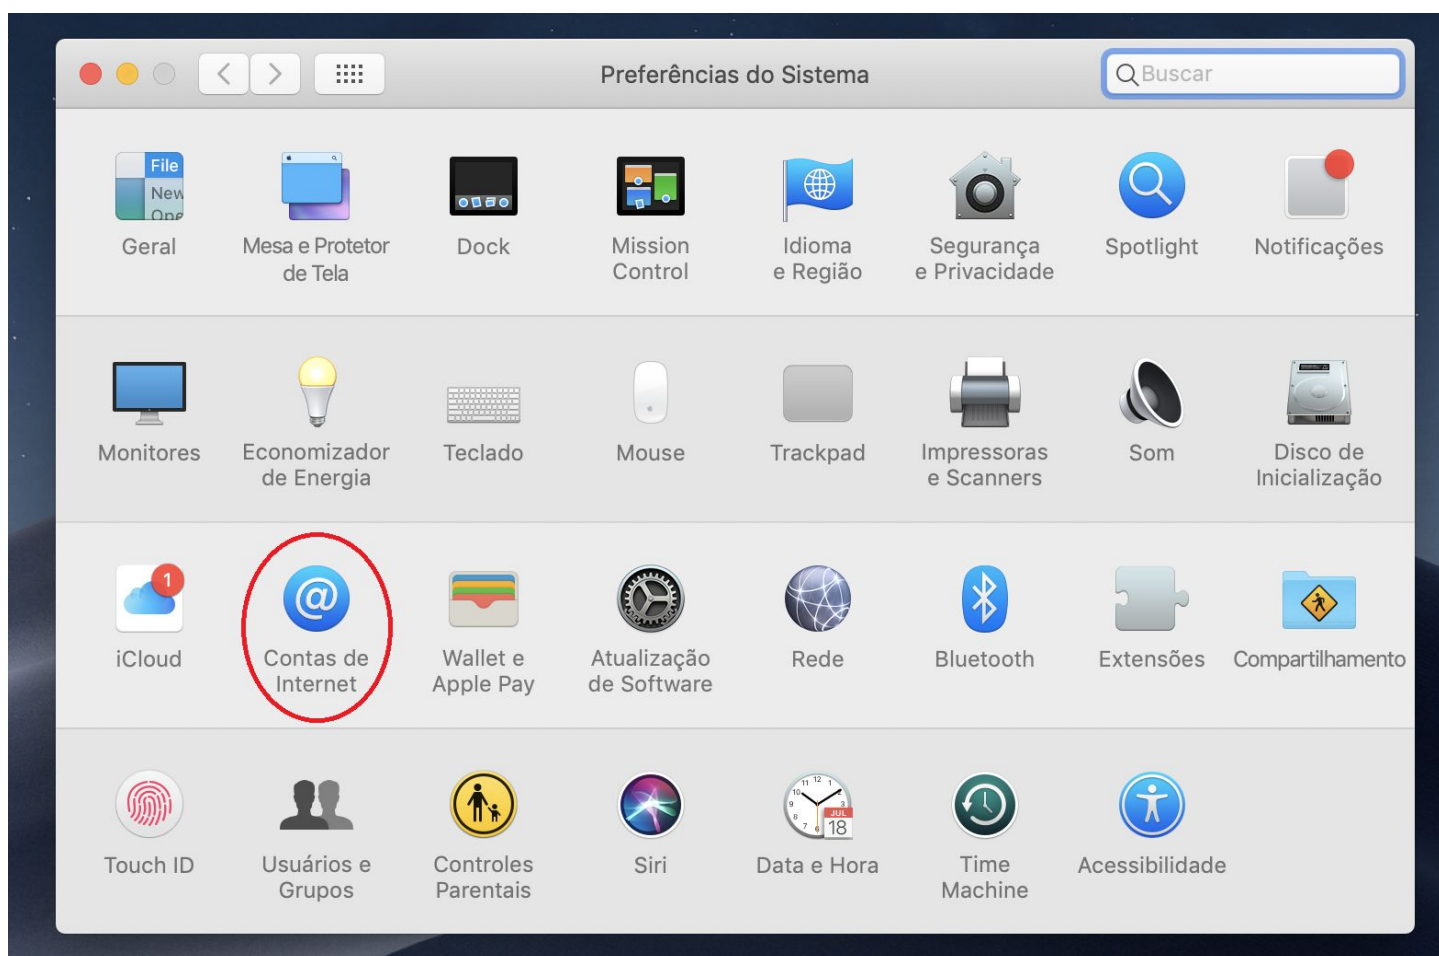 Preferências do Sistema
Buscar
File
New
Ope
Geral
Mesa e Protetor
de Tela
Dock
Mission
Control
Idioma
e Região
Segurança
e Privacidade
Spotlight
Notificações
Monitores
Economizador
de Energia
Teclado
Mouse
Trackpad
Impressoras
e Scanners
Som
Disco de
Inicialização
1
iCloud
@
Contas de
Internet
Wallet e
Apple Pay
Atualização
de Software
Rede
Bluetooth
Extensões
Compartilhamento
Touch ID
Usuários e
Grupos
Controles
Parentais
Siri
JUL
18
Data e Hora
Time
Machine
Acessibilidade